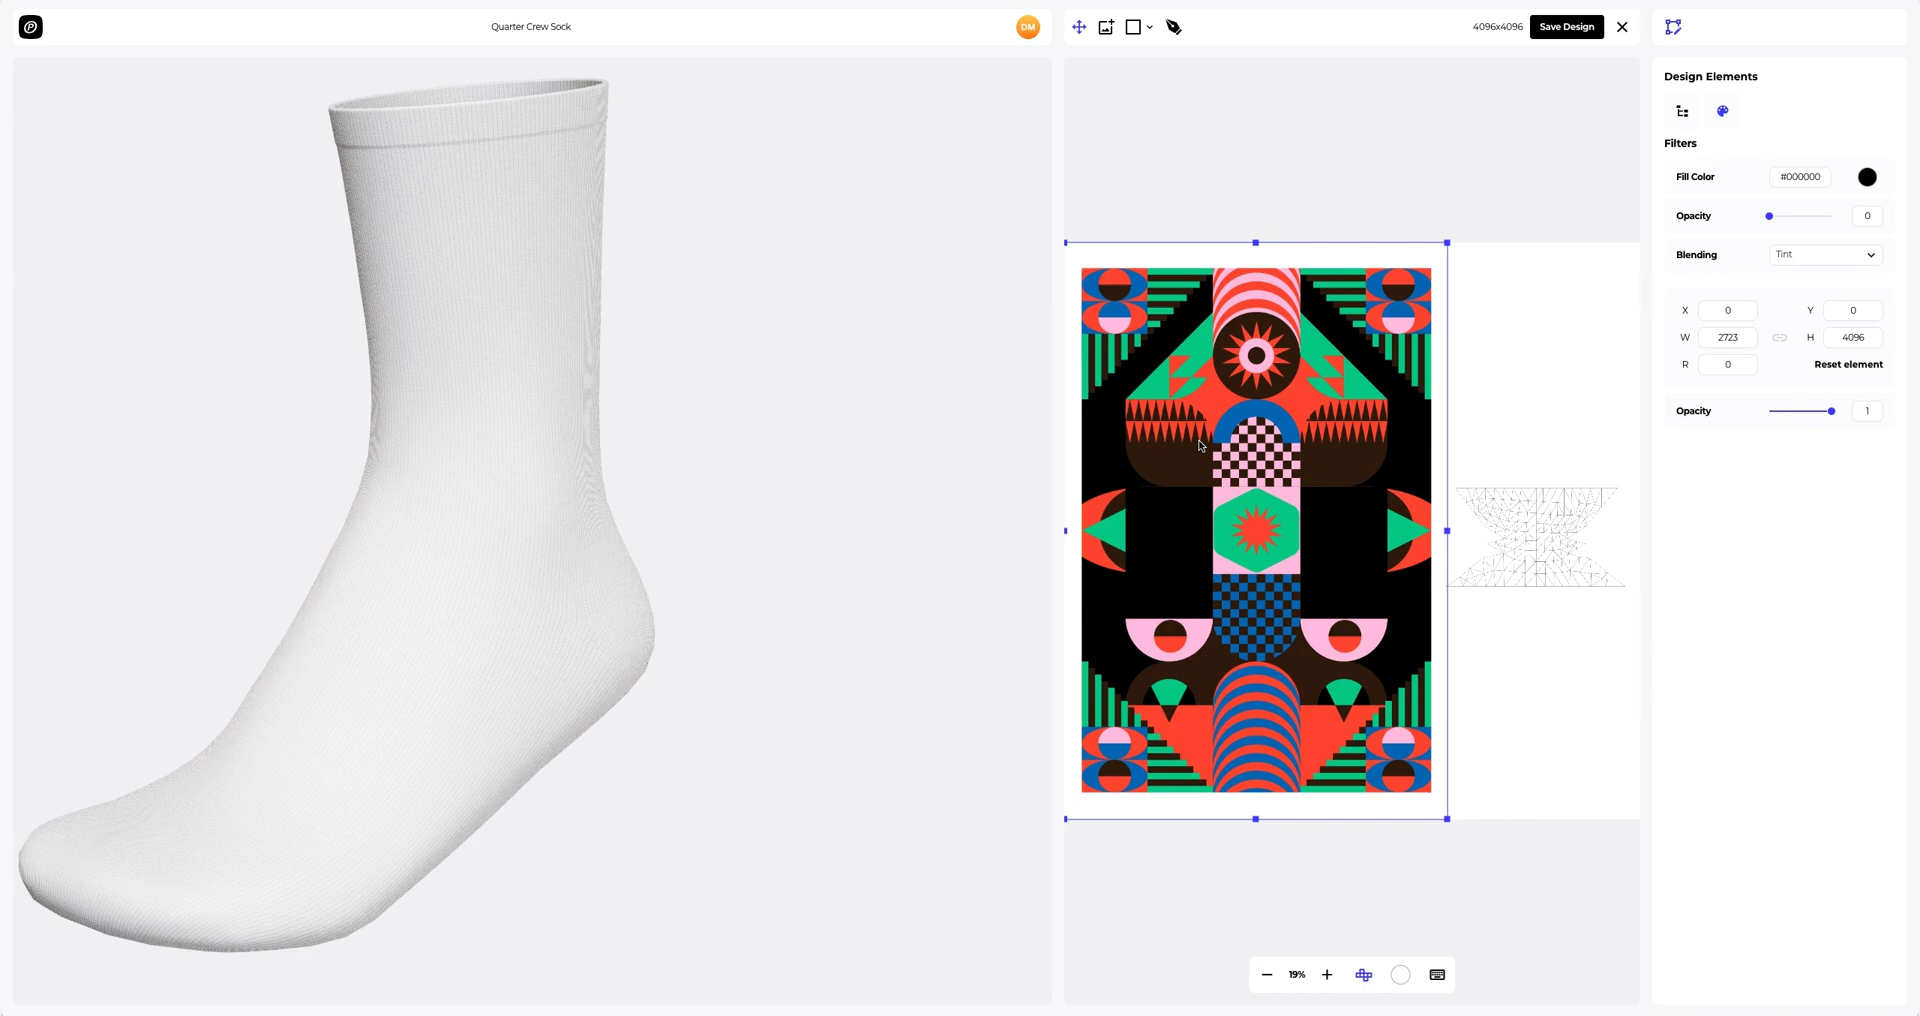 Quarter Crew Sock
DM
4096x4096
Save Design
Design Elements
Filters
Fill Color
#000000
Opacity
0
Blending
Tint
X
0
Y
0
W
2723
H
4096
R
0
Reset element
Opacity
1
19%